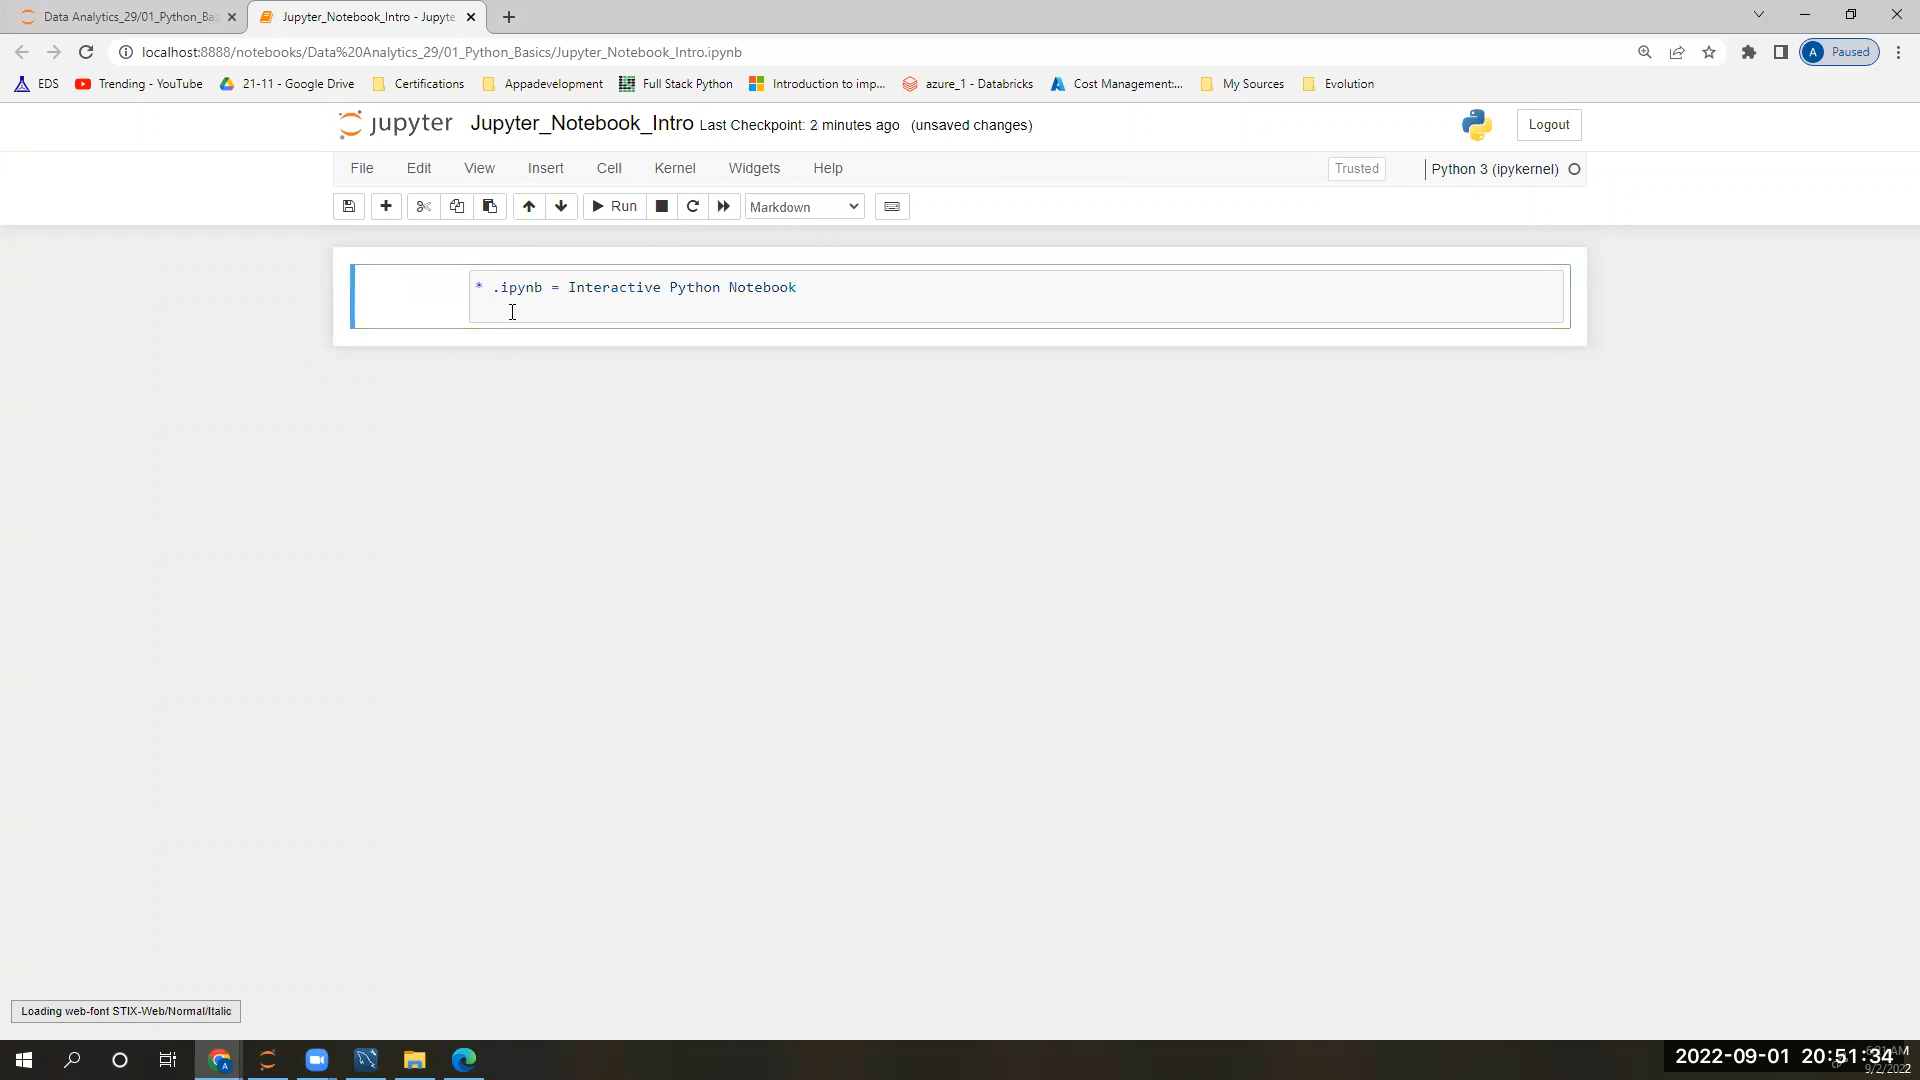 Data Analytics_29/01_Python_Ba
Jupyter_Notebook_Intro - Jupyte
localhost:8888/notebooks/Data%20Analytics_29/01_Python_Basics/Jupyter_Notebook_Intro.ipynb
A Paused
EDS
Trending - YouTube
21-11 - Google Drive
Certifications
Appadevelopment
Full Stack Python
Introduction to imp...
azure_1 - Databricks
Cost Management:...
My Sources
Evolution
jupyter Jupyter_Notebook_Intro Last Checkpoint: 2 minutes ago (unsaved changes)
Logout
File Edit View Insert Cell Kernel Widgets Help
Trusted
Python 3 (ipykernel)
Run
Markdown
* .ipynb = Interactive Python Notebook
Loading web-font STIX-Web/Normal/Italic
2022-09-01 20:51:34